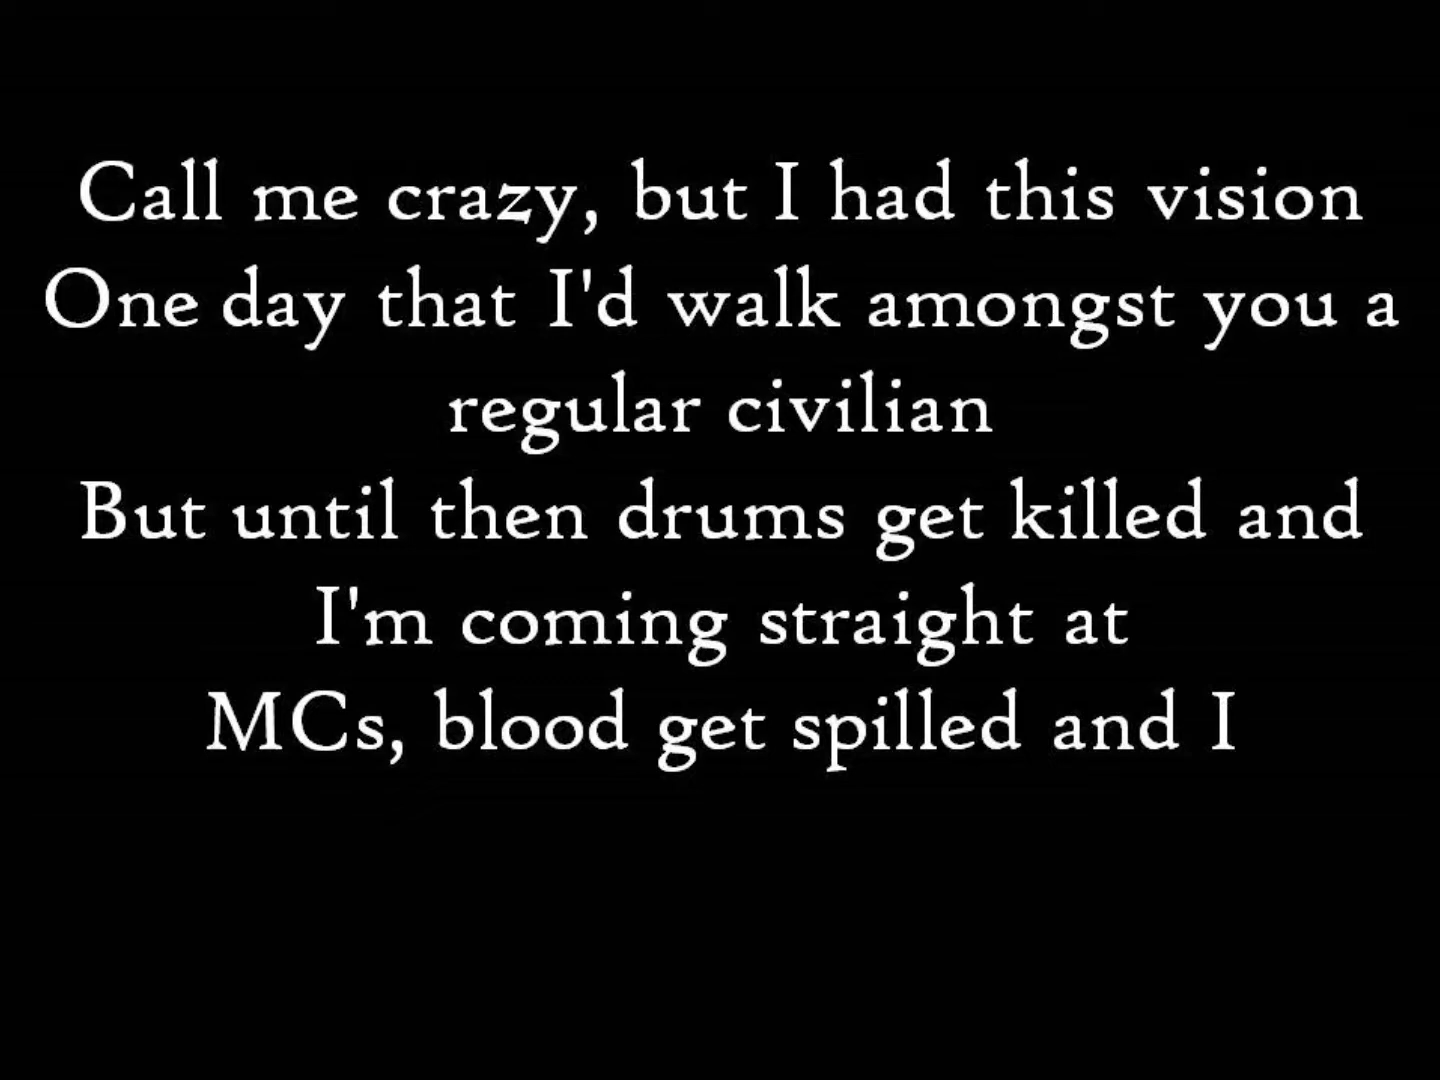 Call me crazy, but I had this vision
One day that I'd walk amongst you a
regular civilian
But until then drums get killed and
I'm coming straight at
MCs, blood get spilled and I